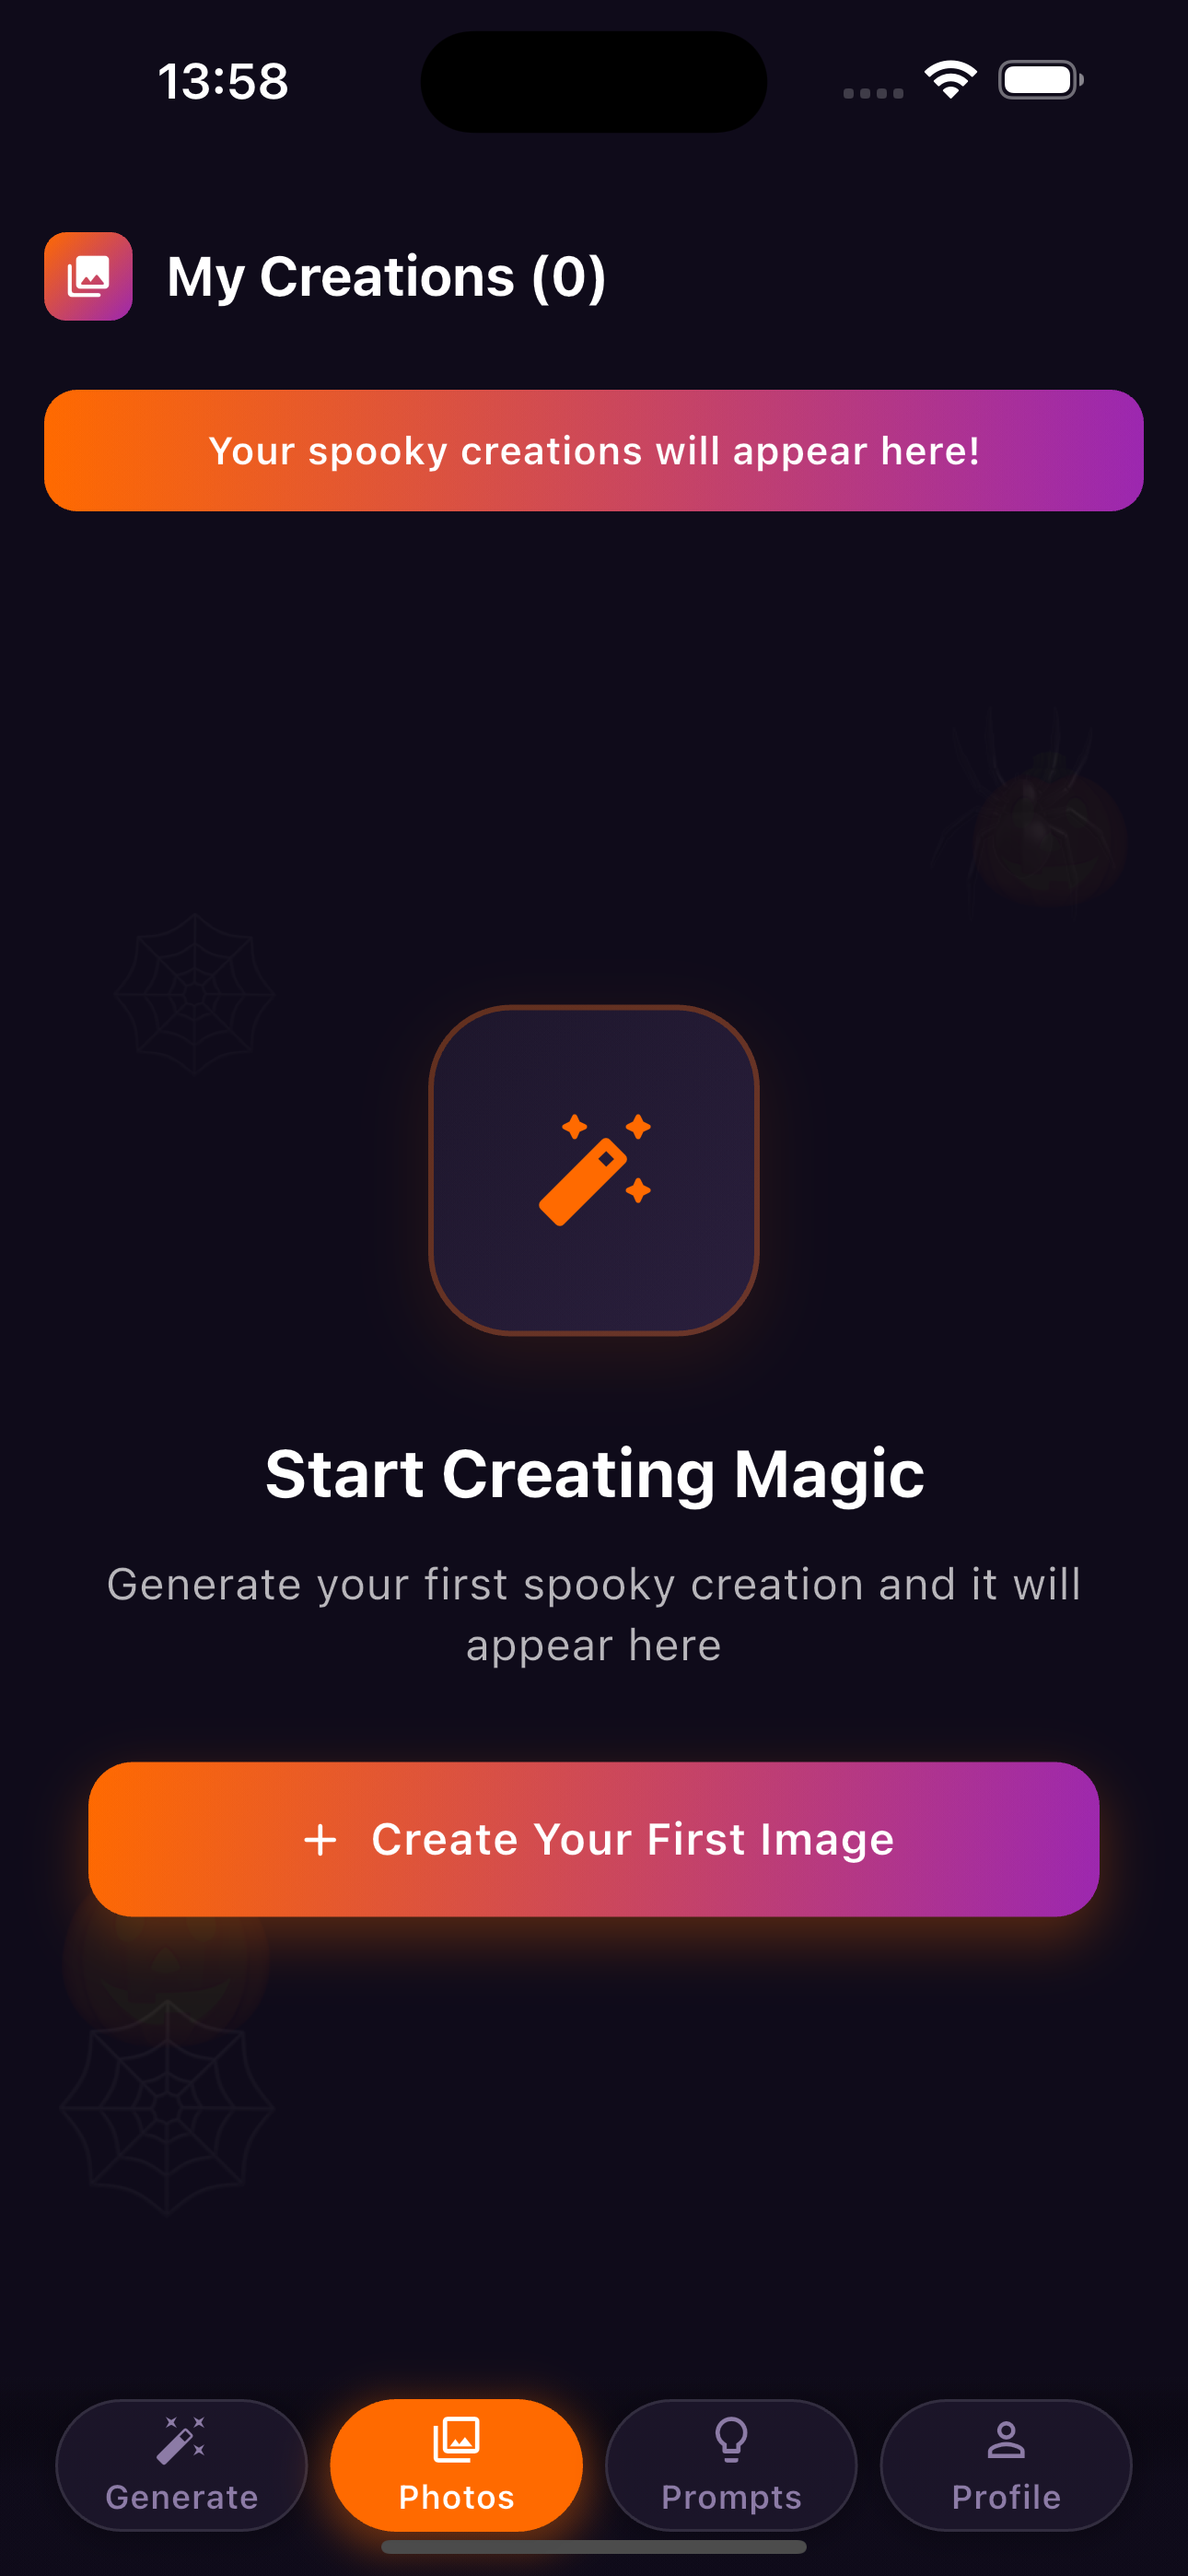 13:58
My Creations (0)
Your spooky creations will appear here!
Start Creating Magic
Generate your first spooky creation and it will
appear here
Create Your First Image
Generate
Photos
Prompts
Profile